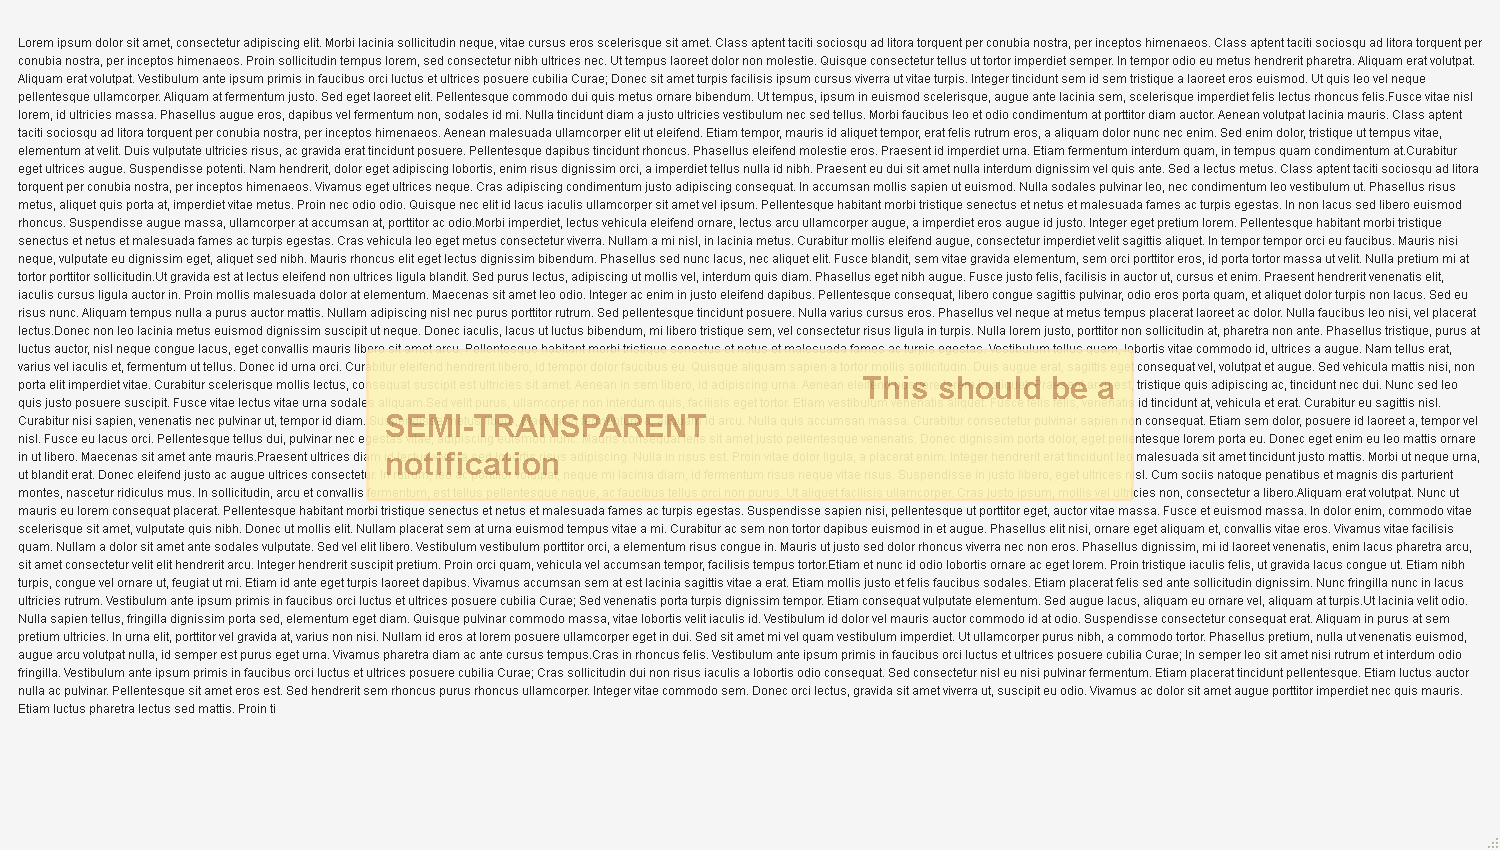 Lorem ipsum dolor sit amet, consectetur adipiscing elit. Morbi lacinia sollicitudin neque, vitae cursus eros scelerisque sit amet. Class aptent taciti sociosqu ad litora torquent per conubia nostra, per inceptos himenaeos. Class aptent taciti sociosqu ad litora torquent per
conubia nostra, per inceptos himenaeos. Proin sollicitudin tempus lorem, sed consectetur nibh ultrices nec. Ut tempus laoreet dolor non molestie. Quisque consectetur tellus ut tortor imperdiet semper. In tempor odio eu metus hendrerit pharetra. Aliquam erat volutpat.
Aliquam erat volutpat. Vestibulum ante ipsum primis in faucibus orci luctus et ultrices posuere cubilia Curae; Donec sit amet turpis facilisis ipsum cursus viverra ut vitae turpis. Integer tincidunt sem id sem tristique a laoreet eros euismod. Ut quis leo vel neque
pellentesque ullamcorper. Aliquam at fermentum justo. Sed eget laoreet elit. Pellentesque commodo dui quis metus ornare bibendum. Ut tempus, ipsum in euismod scelerisque, augue ante lacinia sem, scelerisque imperdiet felis lectus rhoncus felis.Fusce vitae nisl
lorem, id ultricies massa. Phasellus augue eros, dapibus vel fermentum non, sodales id mi. Nulla tincidunt diam a justo ultricies vestibulum nec sed tellus. Morbi faucibus leo et odio condimentum at porttitor diam auctor. Aenean volutpat lacinia mauris. Class aptent
taciti sociosqu ad litora torquent per conubia nostra, per inceptos himenaeos. Aenean malesuada ullamcorper elit ut eleifend. Etiam tempor, mauris id aliquet tempor, erat felis rutrum eros, a aliquam dolor nunc nec enim. Sed enim dolor, tristique ut tempus vitae,
elementum at velit. Duis vulputate ultricies risus, ac gravida erat tincidunt posuere. Pellentesque dapibus tincidunt rhoncus. Phasellus eleifend molestie eros. Praesent id imperdiet urna. Etiam fermentum interdum quam, in tempus quam condimentum at.Curabitur
eget ultrices augue. Suspendisse potenti. Nam hendrerit, dolor eget adipiscing lobortis, enim risus dignissim orci, a imperdiet tellus nulla id nibh. Praesent eu dui sit amet nulla interdum dignissim vel quis ante. Sed a lectus metus. Class aptent taciti sociosqu ad litora
torquent per conubia nostra, per inceptos himenaeos. Vivamus eget ultrices neque. Cras adipiscing condimentum justo adipiscing consequat. In accumsan mollis sapien ut euismod. Nulla sodales pulvinar leo, nec condimentum leo vestibulum ut. Phasellus risus
metus, aliquet quis porta at, imperdiet vitae metus. Proin nec odio odio. Quisque nec elit id lacus iaculis ullamcorper sit amet vel ipsum. Pellentesque habitant morbi tristique senectus et netus et malesuada fames ac turpis egestas. In non lacus sed libero euismod
rhoncus. Suspendisse augue massa, ullamcorper at accumsan at, porttitor ac odio.Morbi imperdiet, lectus vehicula eleifend ornare, lectus arcu ullamcorper augue, a imperdiet eros augue id justo. Integer eget pretium lorem. Pellentesque habitant morbi tristique
senectus et netus et malesuada fames ac turpis egestas. Cras vehicula leo eget metus consectetur viverra. Nullam a mi nisl, in lacinia metus. Curabitur mollis eleifend augue, consectetur imperdiet velit sagittis aliquet. In tempor tempor orci eu faucibus. Mauris nisi
neque, vulputate eu dignissim eget, aliquet sed nibh. Mauris rhoncus elit eget lectus dignissim bibendum. Phasellus sed nunc lacus, nec aliquet elit. Fusce blandit, sem vitae gravida elementum, sem orci porttitor eros, id porta tortor massa ut velit. Nulla pretium mi at
tortor porttitor sollicitudin.Ut gravida est at lectus eleifend non ultrices ligula blandit. Sed purus lectus, adipiscing ut mollis vel, interdum quis diam. Phasellus eget nibh augue. Fusce justo felis, facilisis in auctor ut, cursus et enim. Praesent hendrerit venenatis elit,
iaculis cursus ligula auctor in. Proin mollis malesuada dolor at elementum. Maecenas sit amet leo odio. Integer ac enim in justo eleifend dapibus. Pellentesque consequat, libero congue sagittis pulvinar, odio eros porta quam, et aliquet dolor turpis non lacus. Sed eu
risus nunc. Aliquam tempus nulla a purus auctor mattis. Nullam adipiscing nisl nec purus porttitor rutrum. Sed pellentesque tincidunt posuere. Nulla varius cursus eros. Phasellus vel neque at metus tempus placerat laoreet ac dolor. Nulla faucibus leo nisi, vel placerat
lectus.Donec non leo lacinia metus euismod dignissim suscipit ut neque. Donec iaculis, lacus ut luctus bibendum, mi libero tristique sem, vel consectetur risus ligula in turpis. Nulla lorem justo, porttitor non sollicitudin at, pharetra non ante. Phasellus tristique, purus at
luctus auctor, nisl neque congue lacus, eget convallis mauris libero sit amet arcu. Pellentesque habitant morbi tristique senectus et netus et malesuada fames ac turpis egestas. Vestibulum tellus quam, lobortis vitae commodo id, ultrices a augue. Nam tellus erat,
varius vel iaculis et, fermentum ut tellus. Donec id urna orci. Curabitur eleifend hendrerit libero, id tempor dolor faucibus eu. Quisque aliquam sapien a tortor mollis sollicitudin. Duis augue erat, sagittis eget consequat vel, volutpat et augue. Sed vehicula mattis nisi, non
porta elit imperdiet vitae. Curabitur scelerisque mollis lectus, consequat suscipit est ultricies sit amet. Aenean in sem libero, id adipiscing urna. Aenean tristique quis adipiscing ac, tincidunt nec dui. Nunc sed leo
This should be a
quis justo posuere suscipit. Fusce vitae lectus vitae urna sodales eget tortor. Etiam vestibulum venenatis aliquet. Fusce felis felis, venenatis id tincidunt at, vehicula et erat. Curabitur eu sagittis nisl.
Curabitur nisi sapien, venenatis nec pulvinar ut, tempor id diam. arcu. Nulla quis accumsan massa. Curabitur consectetur pulvinar sapien non consequat. Etiam sem dolor, posuere id laoreet a, tempor vel
SEMI-TRANSPARENT
nisl. Fusce eu lacus orci. Pellentesque tellus dui, pulvinar nec sit amet justo pellentesque venenatis. Donec dignissim porta dolor, eget pellentesque lorem porta eu. Donec eget enim eu leo mattis ornare
in ut libero. Maecenas sit amet ante mauris.Praesent ultrices adipiscing. Nulla in risus est. Proin vitae dolor ligula, a placerat enim. Integer hendrerit erat tincidunt leo malesuada sit amet tincidunt justo mattis. Morbi ut neque urna,
notification
ut blandit erat. Donec eleifend justo ac augue ultrices consectetur. neque mi lacinia diam, id fermentum risus neque vitae risus. Suspendisse in justo libero, eget ultrices nisl. Cum sociis natoque penatibus et magnis dis parturient
montes, nascetur ridiculus mus. In sollicitudin, arcu et convallis fermentum, est tellus pellentesque neque, ac faucibus tellus orci non purus. Ut aliquet facilisis ullamcorper. Cras justo ipsum, mollis vel ultricies non, consectetur a libero.Aliquam erat volutpat. Nunc ut
mauris eu lorem consequat placerat. Pellentesque habitant morbi tristique senectus et netus et malesuada fames ac turpis egestas. Suspendisse sapien nisi, pellentesque ut porttitor eget, auctor vitae massa. Fusce et euismod massa. In dolor enim, commodo vitae
scelerisque sit amet, vulputate quis nibh. Donec ut mollis elit. Nullam placerat sem at urna euismod tempus vitae a mi. Curabitur ac sem non tortor dapibus euismod in et augue. Phasellus elit nisi, ornare eget aliquam et, convallis vitae eros. Vivamus vitae facilisis
quam. Nullam a dolor sit amet ante sodales vulputate. Sed vel elit libero. Vestibulum vestibulum porttitor orci, a elementum risus congue in. Mauris ut justo sed dolor rhoncus viverra nec non eros. Phasellus dignissim, mi id laoreet venenatis, enim lacus pharetra arcu,
sit amet consectetur velit elit hendrerit arcu. Integer hendrerit suscipit pretium. Proin orci quam, vehicula vel accumsan tempor, facilisis tempus tortor.Etiam et nunc id odio lobortis ornare ac eget lorem. Proin tristique iaculis felis, ut gravida lacus congue ut. Etiam nibh
turpis, congue vel ornare ut, feugiat ut mi. Etiam id ante eget turpis laoreet dapibus. Vivamus accumsan sem at est lacinia sagittis vitae a erat. Etiam mollis justo et felis faucibus sodales. Etiam placerat felis sed ante sollicitudin dignissim. Nunc fringilla nunc in lacus
ultricies rutrum. Vestibulum ante ipsum primis in faucibus orci luctus et ultrices posuere cubilia Curae; Sed venenatis porta turpis dignissim tempor. Etiam consequat vulputate elementum. Sed augue lacus, aliquam eu ornare vel, aliquam at turpis.Ut lacinia velit odio.
Nulla sapien tellus, fringilla dignissim porta sed, elementum eget diam. Quisque pulvinar commodo massa, vitae lobortis velit iaculis id. Vestibulum id dolor vel mauris auctor commodo id at odio. Suspendisse consectetur consequat erat. Aliquam in purus at sem
pretium ultricies. In urna elit, porttitor vel gravida at, varius non nisi. Nullam id eros at lorem posuere ullamcorper eget in dui. Sed sit amet mi vel quam vestibulum imperdiet. Ut ullamcorper purus nibh, a commodo tortor. Phasellus pretium, nulla ut venenatis euismod,
augue arcu volutpat nulla, id semper est purus eget urna. Vivamus pharetra diam ac ante cursus tempus.Cras in rhoncus felis. Vestibulum ante ipsum primis in faucibus orci luctus et ultrices posuere cubilia Curae; In semper leo sit amet nisi rutrum et interdum odio
fringilla. Vestibulum ante ipsum primis in faucibus orci luctus et ultrices posuere cubilia Curae; Cras sollicitudin dui non risus iaculis a lobortis odio consequat. Sed consectetur nisl eu nisi pulvinar fermentum. Etiam placerat tincidunt pellentesque. Etiam luctus auctor
nulla ac pulvinar. Pellentesque sit amet eros est. Sed hendrerit sem rhoncus purus rhoncus ullamcorper. Integer vitae commodo sem. Donec orci lectus, gravida sit amet viverra ut, suscipit eu odio. Vivamus ac dolor sit amet augue porttitor imperdiet nec quis mauris.
Etiam luctus pharetra lectus sed mattis. Proin ti